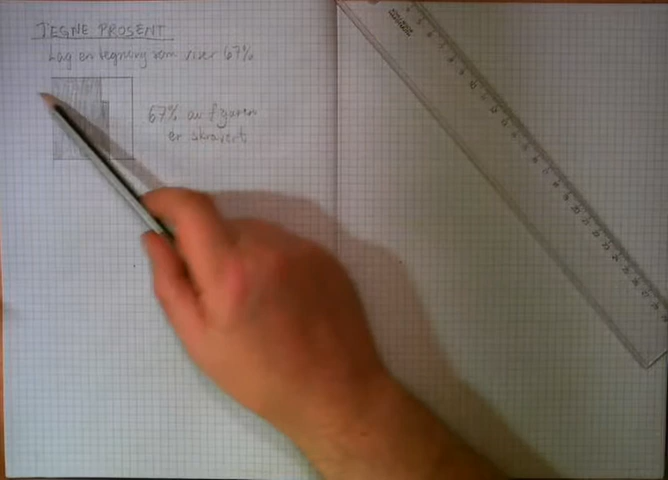 TEGNE PROSENT
Lag en tegning som viser 67%
67% av figuren
er skravert.